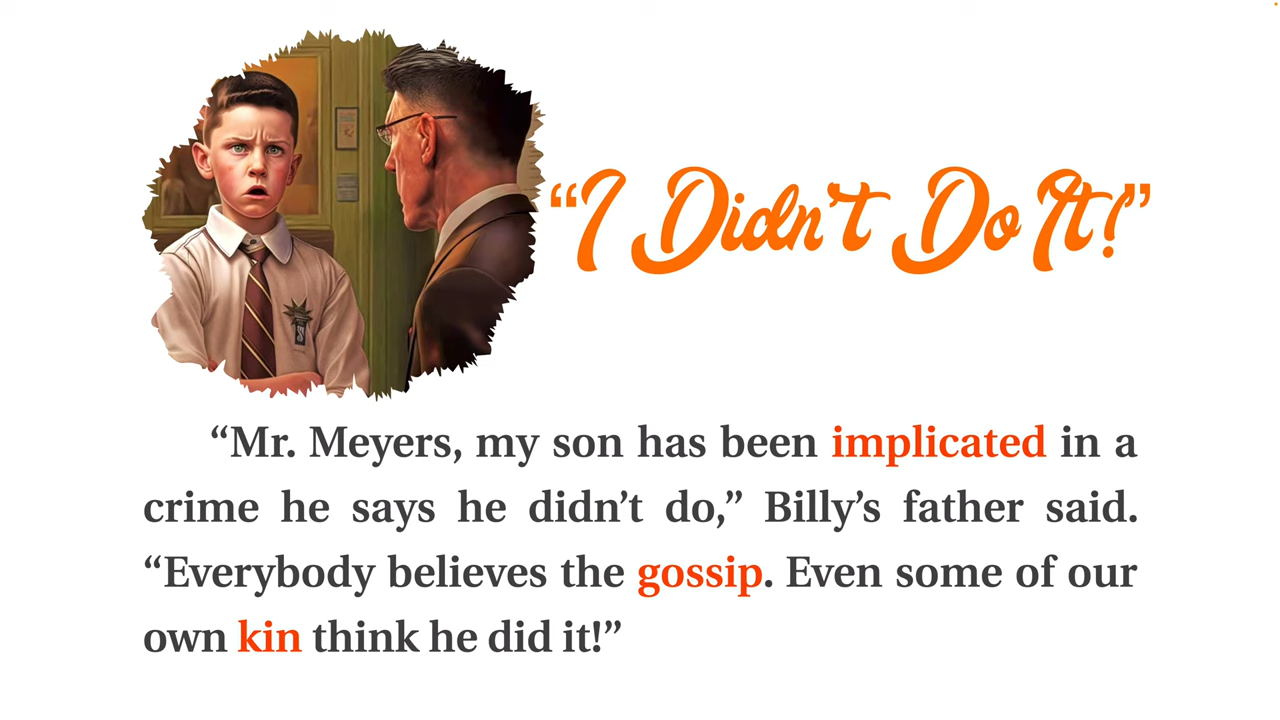 “I Didn’t Do It!”
“Mr. Meyers, my son has been implicated in a
crime he says he didn’t do,” Billy’s father said.
“Everybody believes the gossip. Even some of our
own kin think he did it!”